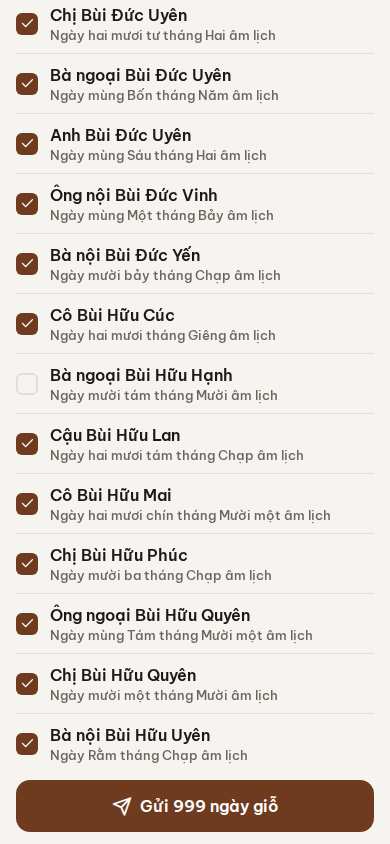 Chị Bùi Đức Uyên
Ngày hai mươi tư tháng Hai âm lịch
Bà ngoại Bùi Đức Uyên
Ngày mùng Bốn tháng Năm âm lịch
Anh Bùi Đức Uyên
Ngày mùng Sáu tháng Hai âm lịch
Ông nội Bùi Đức Vinh
Ngày mùng Một tháng Bảy âm lịch
Bà nội Bùi Đức Yến
Ngày mười bảy tháng Chạp âm lịch
Cô Bùi Hữu Cúc
Ngày hai mươi tháng Giêng âm lịch
Bà ngoại Bùi Hữu Hạnh
Ngày mười tám tháng Mười âm lịch
Cậu Bùi Hữu Lan
Ngày hai mươi tám tháng Chạp âm lịch
Cô Bùi Hữu Mai
Ngày hai mươi chín tháng Mười một âm lịch
Chị Bùi Hữu Phúc
Ngày mười ba tháng Chạp âm lịch
Ông ngoại Bùi Hữu Quyên
Ngày mùng Tám tháng Mười một âm lịch
Chị Bùi Hữu Quyên
Ngày mười một tháng Mười âm lịch
Bà nội Bùi Hữu Uyên
Ngày Rằm tháng Chạp âm lịch
Gửi 999 ngày giỗ